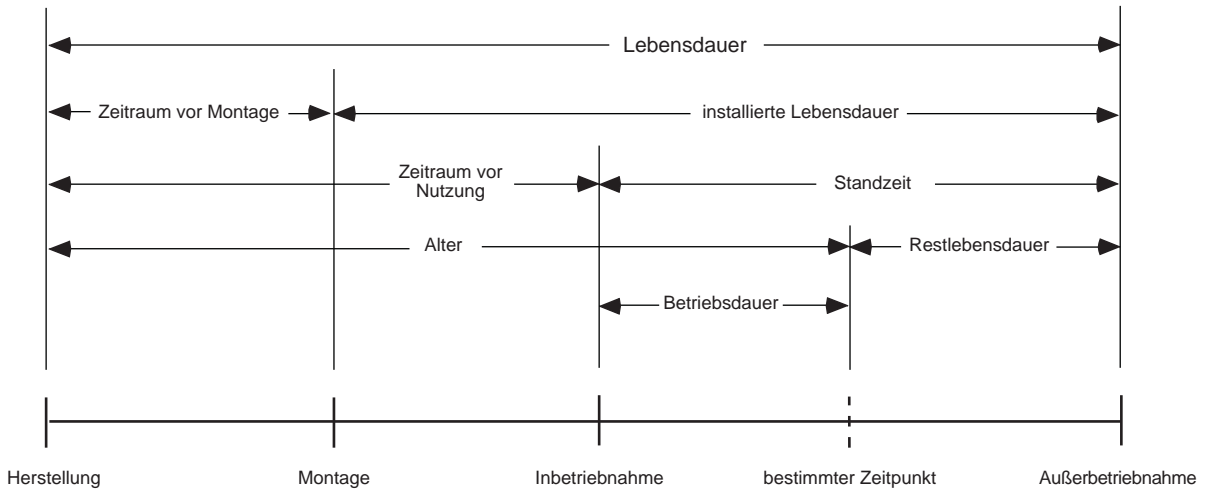 Lebensdauer
Zeitraum vor Montage
installierte Lebensdauer
Zeitraum vor
Nutzung
Standzeit
Alter
Restlebensdauer
Betriebsdauer
Herstellung
Montage
Inbetriebnahme
bestimmter Zeitpunkt
Außerbetriebnahme